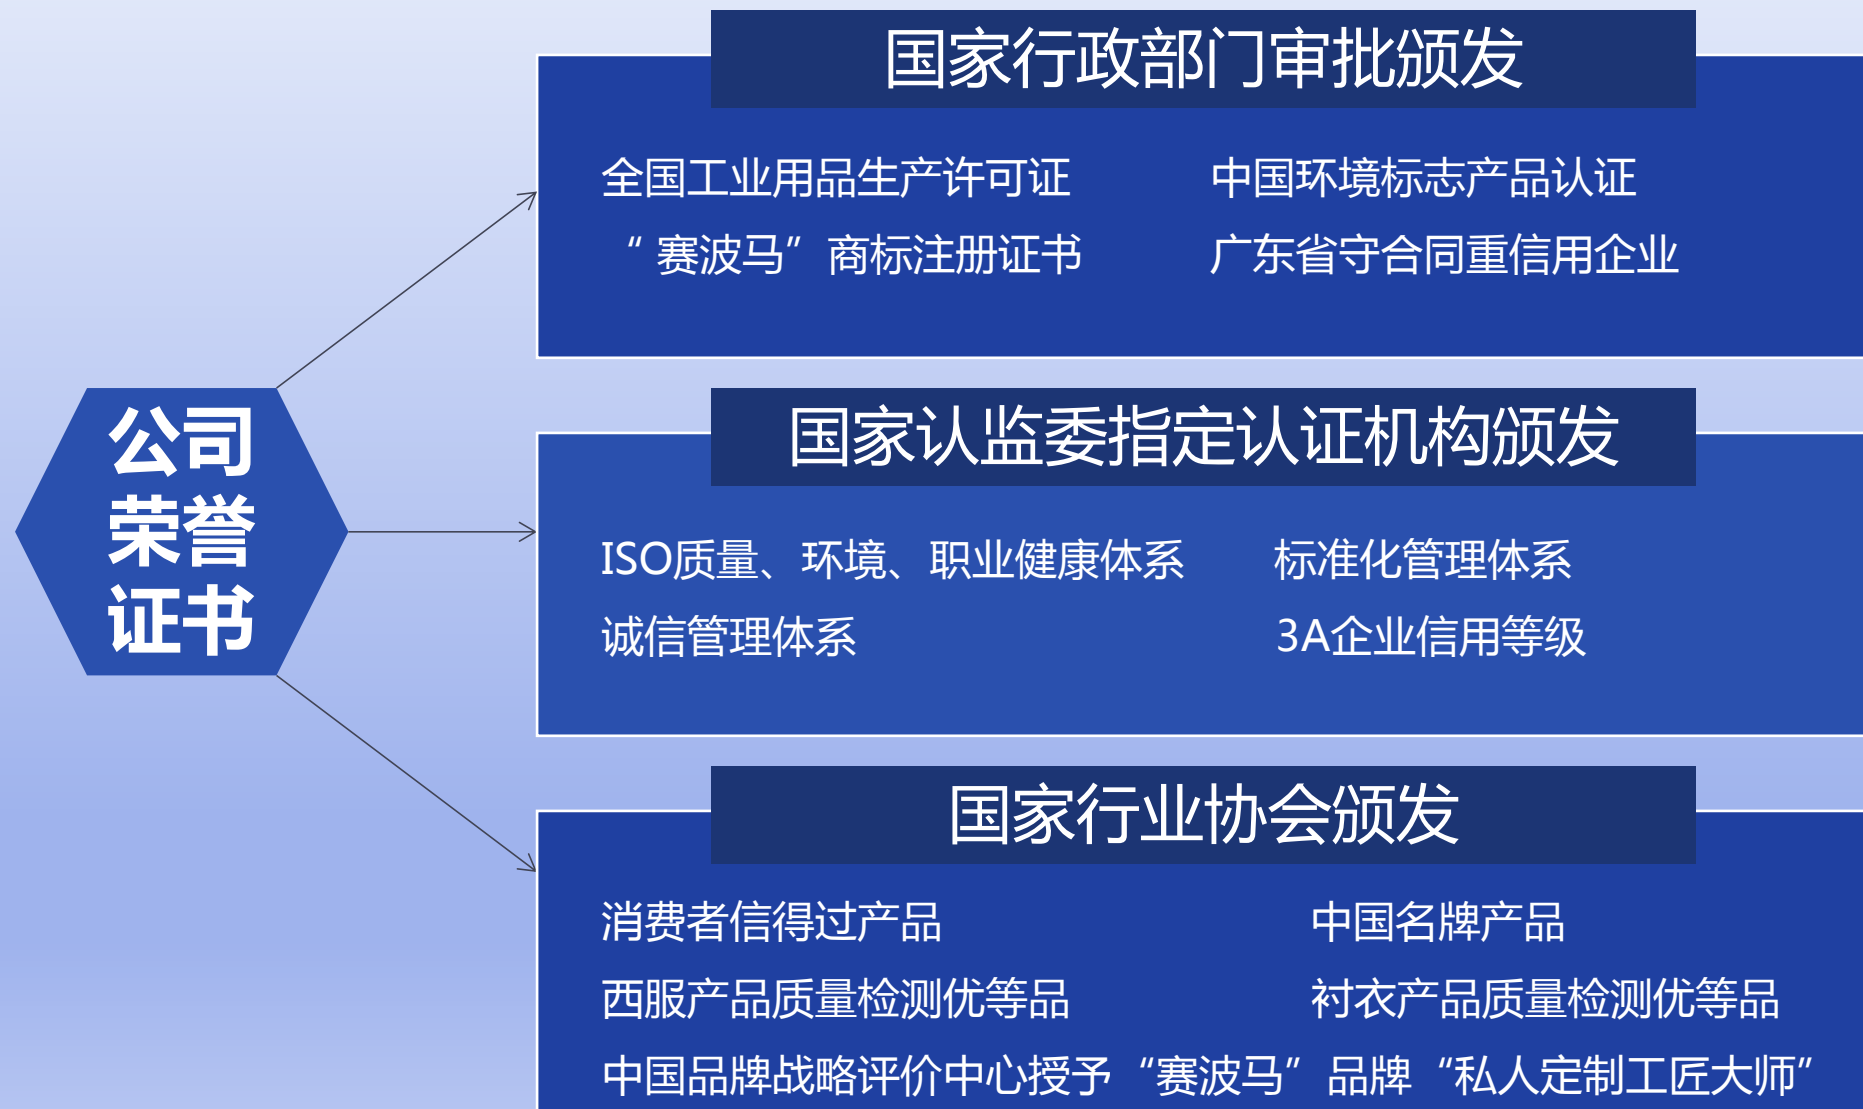 公司
荣誉
证书
国家行政部门审批颁发
全国工业用品生产许可证 中国环境标志产品认证
“赛波马”商标注册证书 广东省守合同重信用企业
国家认监委指定认证机构颁发
ISO质量、环境、职业健康体系 标准化管理体系
诚信管理体系 3A企业信用等级
国家行业协会颁发
消费者信得过产品 中国名牌产品
西服产品质量检测优等品 衬衣产品质量检测优等品
中国品牌战略评价中心授予“赛波马”品牌“私人定制工匠大师”